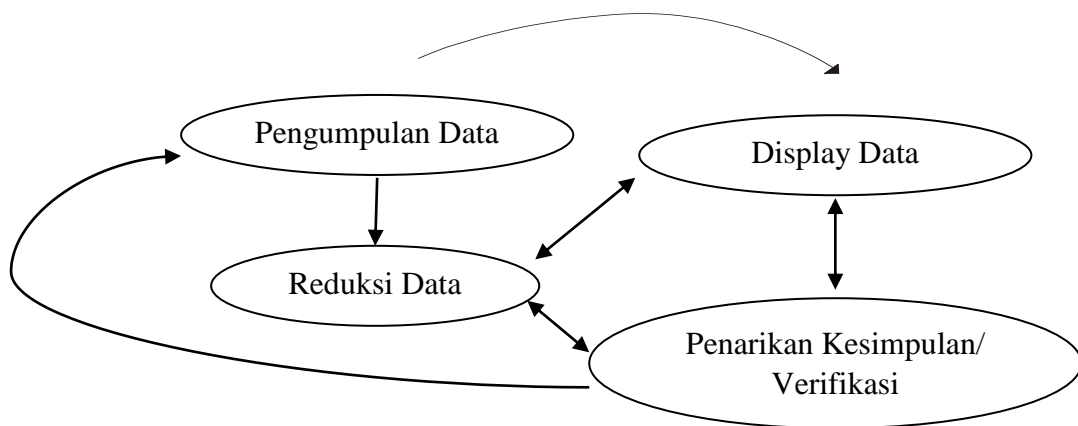 Pengumpulan Data
Display Data
Reduksi Data
Penarikan Kesimpulan/
Verifikasi